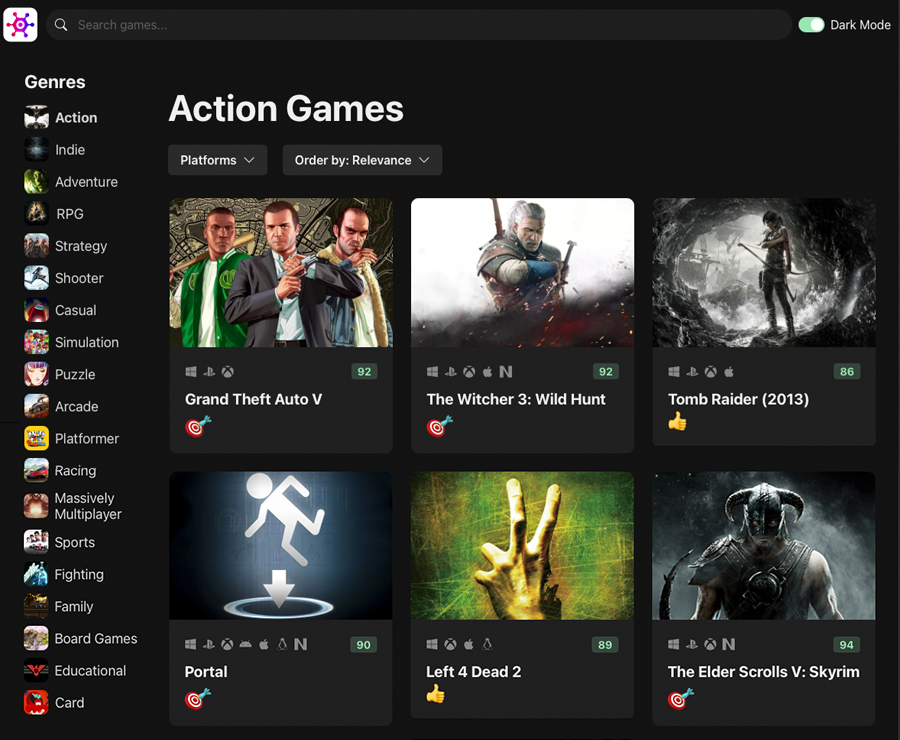 Search games...
Dark Mode
Genres
Action
Indie
Adventure
RPG
Strategy
Shooter
Casual
Simulation
Puzzle
Arcade
Platformer
Racing
Massively
Multiplayer
Sports
Fighting
Family
Board Games
Educational
Card
Action Games
Platforms
Order by: Relevance
92
Grand Theft Auto V
92
The Witcher 3: Wild Hunt
86
Tomb Raider (2013)
90
Portal
89
Left 4 Dead 2
94
The Elder Scrolls V: Skyrim